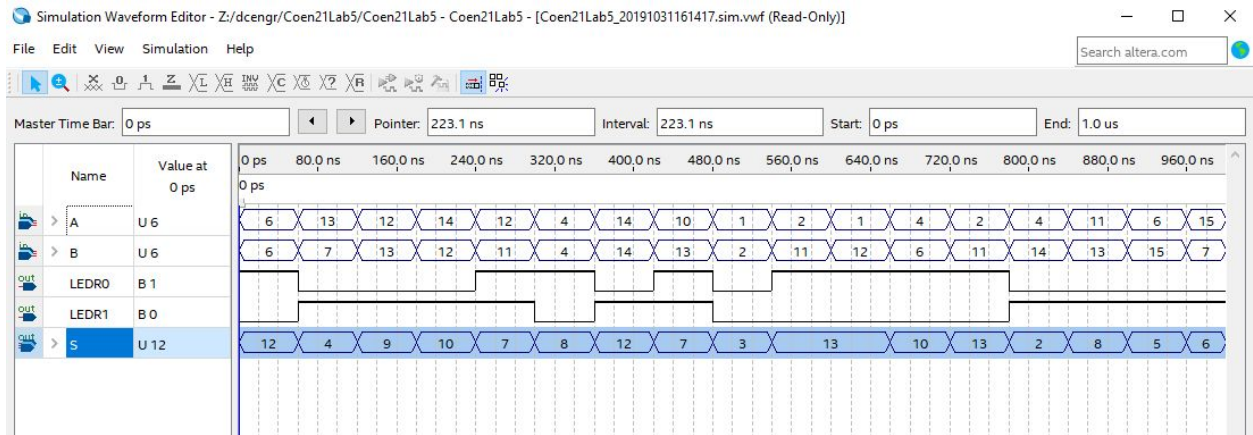 Simulation Waveform Editor - Z:/dcengr/Coen21Lab5/Coen21Lab5 - Coen21Lab5 - [Coen21Lab5_20191031161417.sim.vwf (Read-Only)]
File Edit View Simulation Help
Search altera.com
Master Time Bar: 0 ps Pointer: 223.1 ns Interval: 223.1 ns Start: 0 ps End: 1.0 us
Name Value at 0 ps 0 ps 80.0 ns 160.0 ns 240.0 ns 320.0 ns 400.0 ns 480.0 ns 560.0 ns 640.0 ns 720.0 ns 800.0 ns 880.0 ns 960.0 ns
0 ps
in A U 6 6 13 12 14 12 4 14 10 1 2 1 4 2 4 11 6 15
in B U 6 6 7 13 12 11 4 14 13 2 11 12 6 11 14 13 15 7
out LEDR0 B 1
out LEDR1 B 0
out S U 12 12 4 9 10 7 8 12 7 3 13 10 13 2 8 5 6